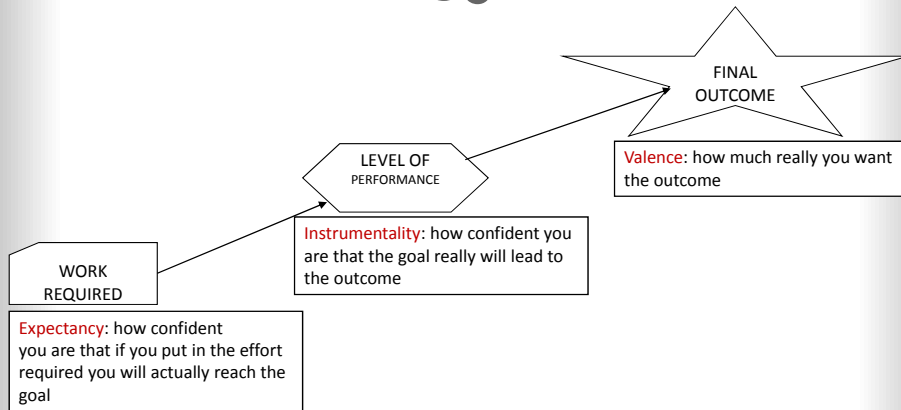 FINAL
OUTCOME
Valence: how much really you want
the outcome
LEVEL OF
PERFORMANCE
Instrumentality: how confident you
are that the goal really will lead to
the outcome
WORK
REQUIRED
Expectancy: how confident
you are that if you put in the effort
required you will actually reach the
goal